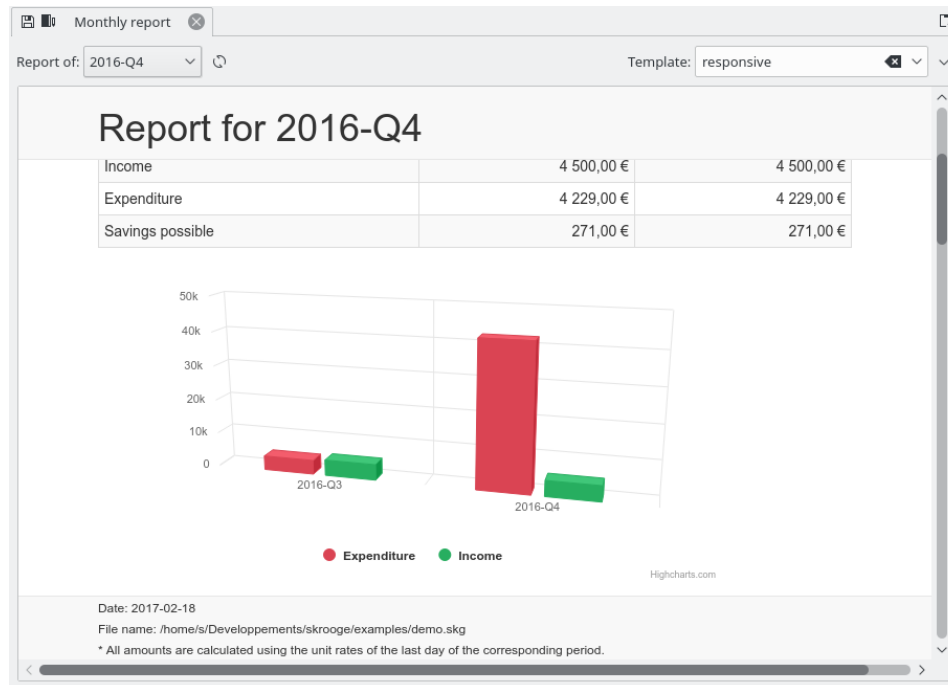 Monthly report
Report of: 2016-Q4 Template: responsive
Report for 2016-Q4
Income 4 500,00 € 4 500,00 €
Expenditure 4 229,00 € 4 229,00 €
Savings possible 271,00 € 271,00 €
50k
40k
30k
20k
10k
0
2016-Q3
2016-Q4
Expenditure Income
Highcharts.com
Date: 2017-02-18
File name: /home/s/Developpements/skrooge/examples/demo.skg
* All amounts are calculated using the unit rates of the last day of the corresponding period.